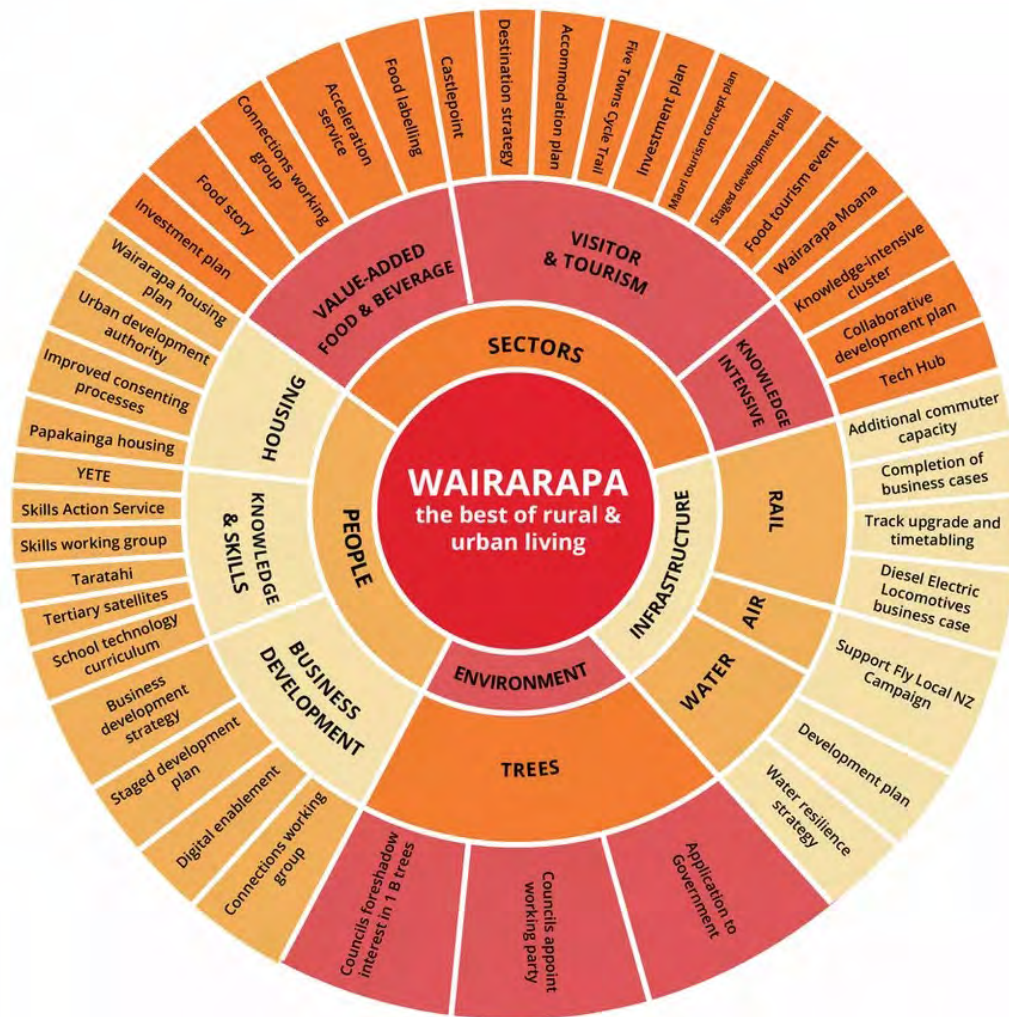 WAIRARAPA
the best of rural &
urban living
SECTORS
INFRASTRUCTURE
ENVIRONMENT
PEOPLE
VALUE-ADDED
FOOD & BEVERAGE
VISITOR
& TOURISM
KNOWLEDGE
INTENSIVE
RAIL
AIR
WATER
TREES
BUSINESS
DEVELOPMENT
KNOWLEDGE
& SKILLS
HOUSING
Investment plan
Food story
Connections working
group
Acceleration
service
Food labelling
Castlepoint
Destination strategy
Accommodation plan
Five Towns Cycle Trail
Investment plan
Māori tourism concept plan
Staged development plan
Food tourism event
Wairarapa Moana
Knowledge-intensive
cluster
Collaborative
development plan
Tech Hub
Additional commuter
capacity
Completion of
business cases
Track upgrade and
timetabling
Diesel Electric
Locomotives
business case
Support Fly Local NZ
Campaign
Development plan
Water resilience
strategy
Application to
Government
Councils appoint
working party
Councils foreshadow
interest in 1 B trees
Connections working
group
Digital enablement
Staged development
plan
Business
development
strategy
School technology
curriculum
Tertiary satellites
Taratahi
Skills working group
Skills Action Service
YETE
Papakainga housing
Improved consenting
processes
Urban development
authority
Wairarapa housing
plan